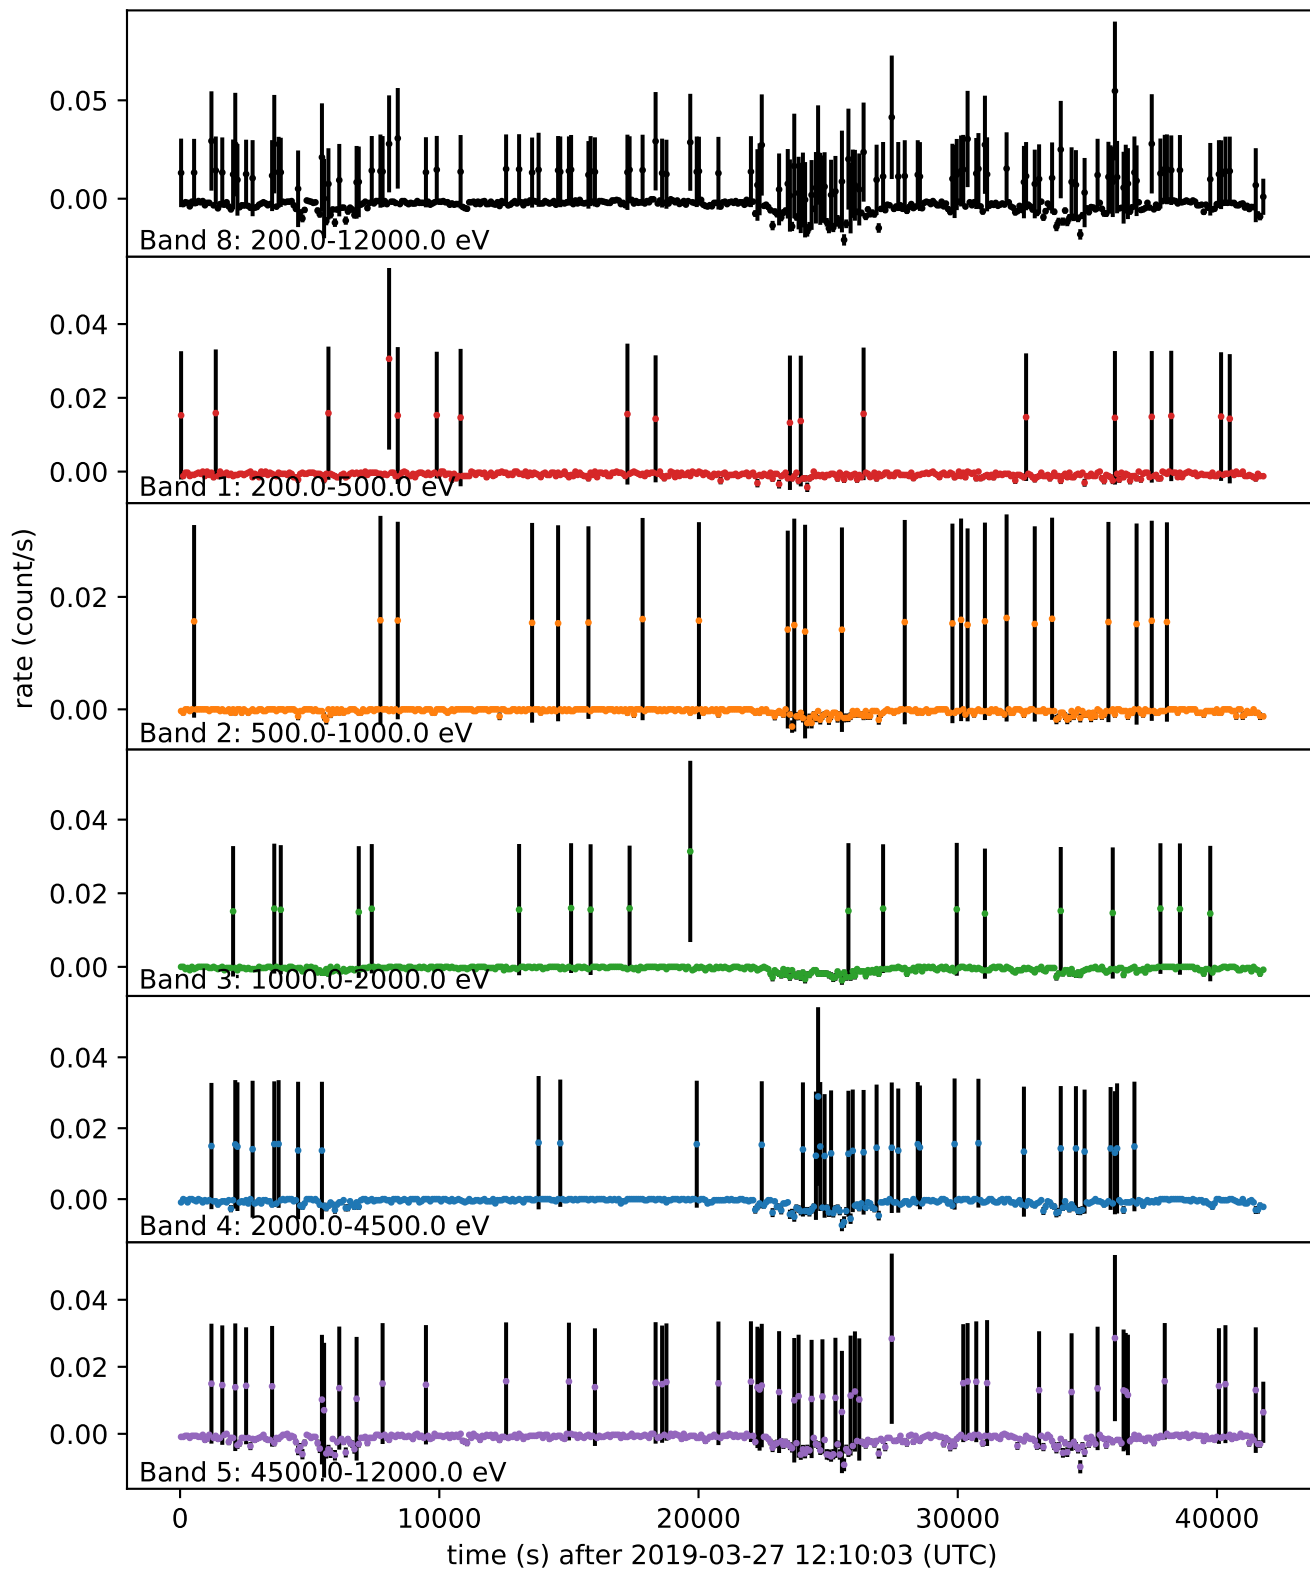 0.05
0.00
Band 8: 200.0-12000.0 eV
0.04
0.02
0.00
Band 1: 200.0-500.0 eV
rate (count/s)
0.02
0.00
Band 2: 500.0-1000.0 eV
0.04
0.02
0.00
Band 3: 1000.0-2000.0 eV
0.04
0.02
0.00
Band 4: 2000.0-4500.0 eV
0.04
0.02
0.00
Band 5: 4500.0-12000.0 eV
0 10000 20000 30000 40000
time (s) after 2019-03-27 12:10:03 (UTC)